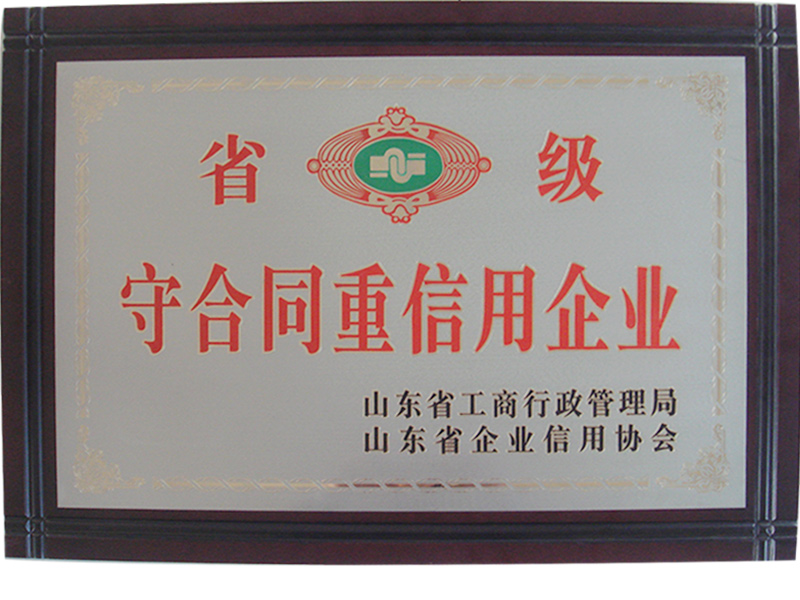 省 级
守合同重信用企业
山东省工商行政管理局
山东省企业信用协会